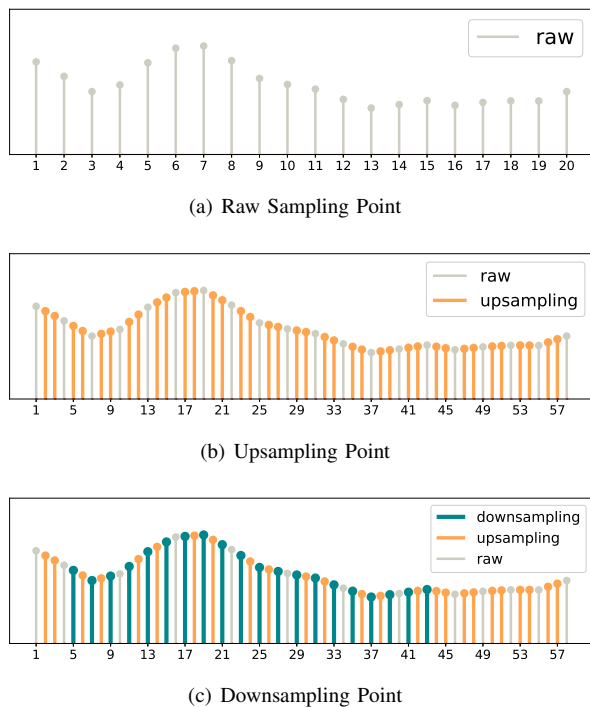 raw
1 2 3 4 5 6 7 8 9 10 11 12 13 14 15 16 17 18 19 20
(a) Raw Sampling Point
raw
upsampling
1 5 9 13 17 21 25 29 33 37 41 45 49 53 57
(b) Upsampling Point
downsampling
upsampling
raw
1 5 9 13 17 21 25 29 33 37 41 45 49 53 57
(c) Downsampling Point